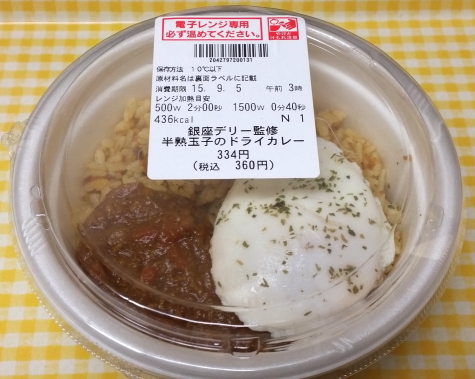 電子レンジ専用
必ず温めてください。
2042797200131
保存方法 10℃以下
原材料名は裏面ラベルに記載
消費期限 15. 9. 5 午前 3時
レンジ加熱目安
500W 2分00秒 1500W 0分40秒
436kcal N 1
銀座デリー監修
半熟玉子のドライカレー
334円
(税込 360円)